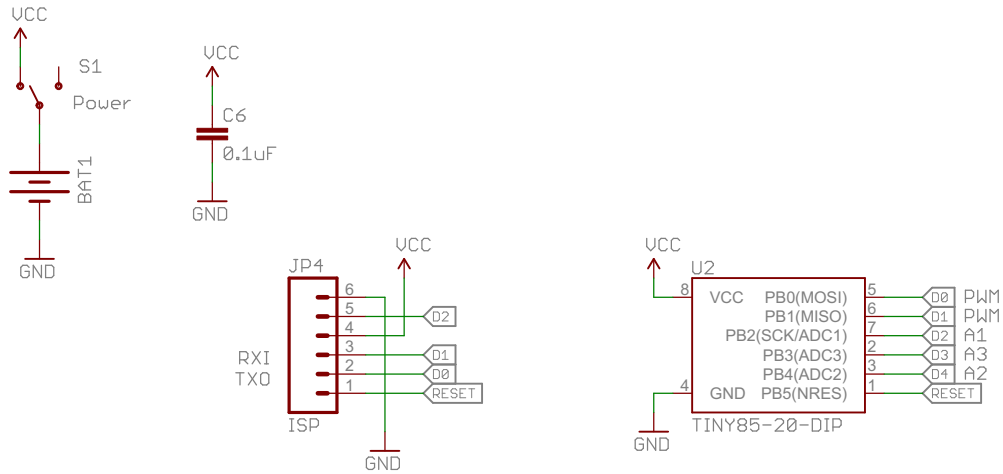 VCC
S1
Power
BAT1
GND
VCC
C6
0.1uF
GND
VCC
JP4
6
5
D2
4
RXI
3
D1
TXO
2
D0
1
RESET
ISP
GND
VCC
U2
8 VCC PB0(MOSI) 5 D0 PWM
PB1(MISO) 6 D1 PWM
PB2(SCK/ADC1) 7 D2 A1
PB3(ADC3) 2 D3 A3
PB4(ADC2) 3 D4 A2
4 GND PB5(NRES) 1 RESET
TINY85-20-DIP
GND